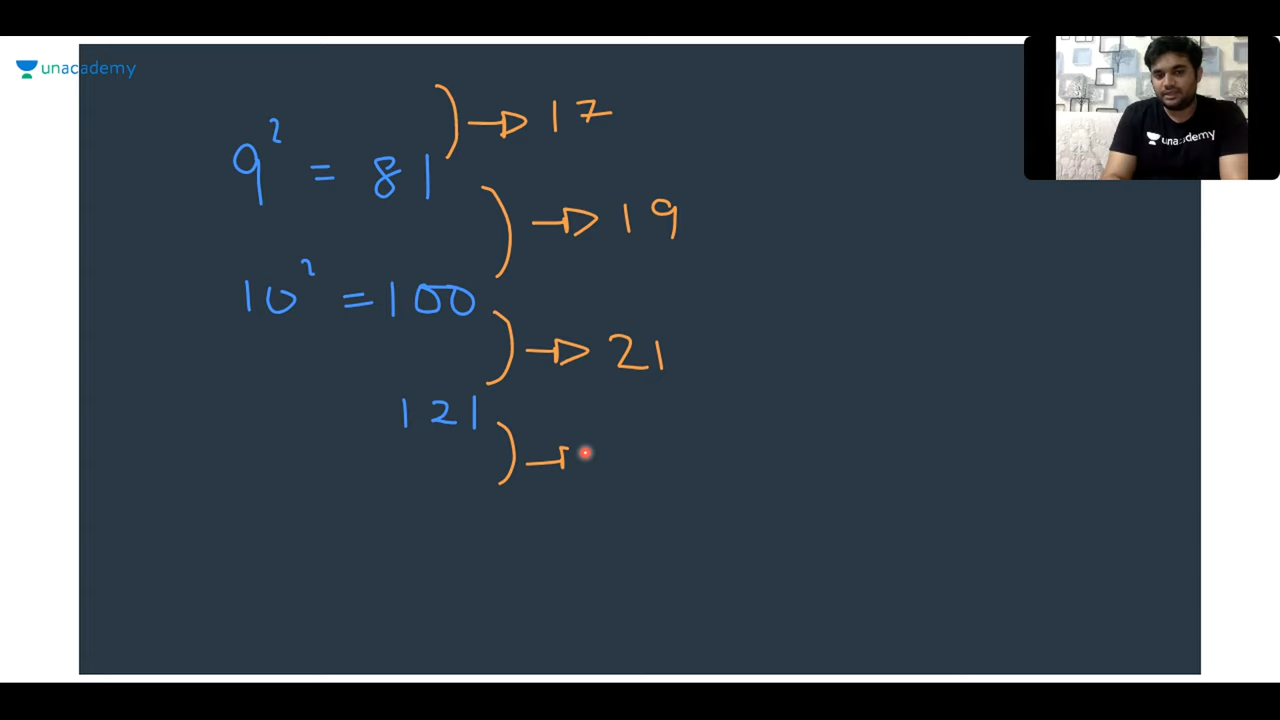 unacademy
unacademy
→ 17
9² = 81
→ 19
10² = 100
→ 21
121